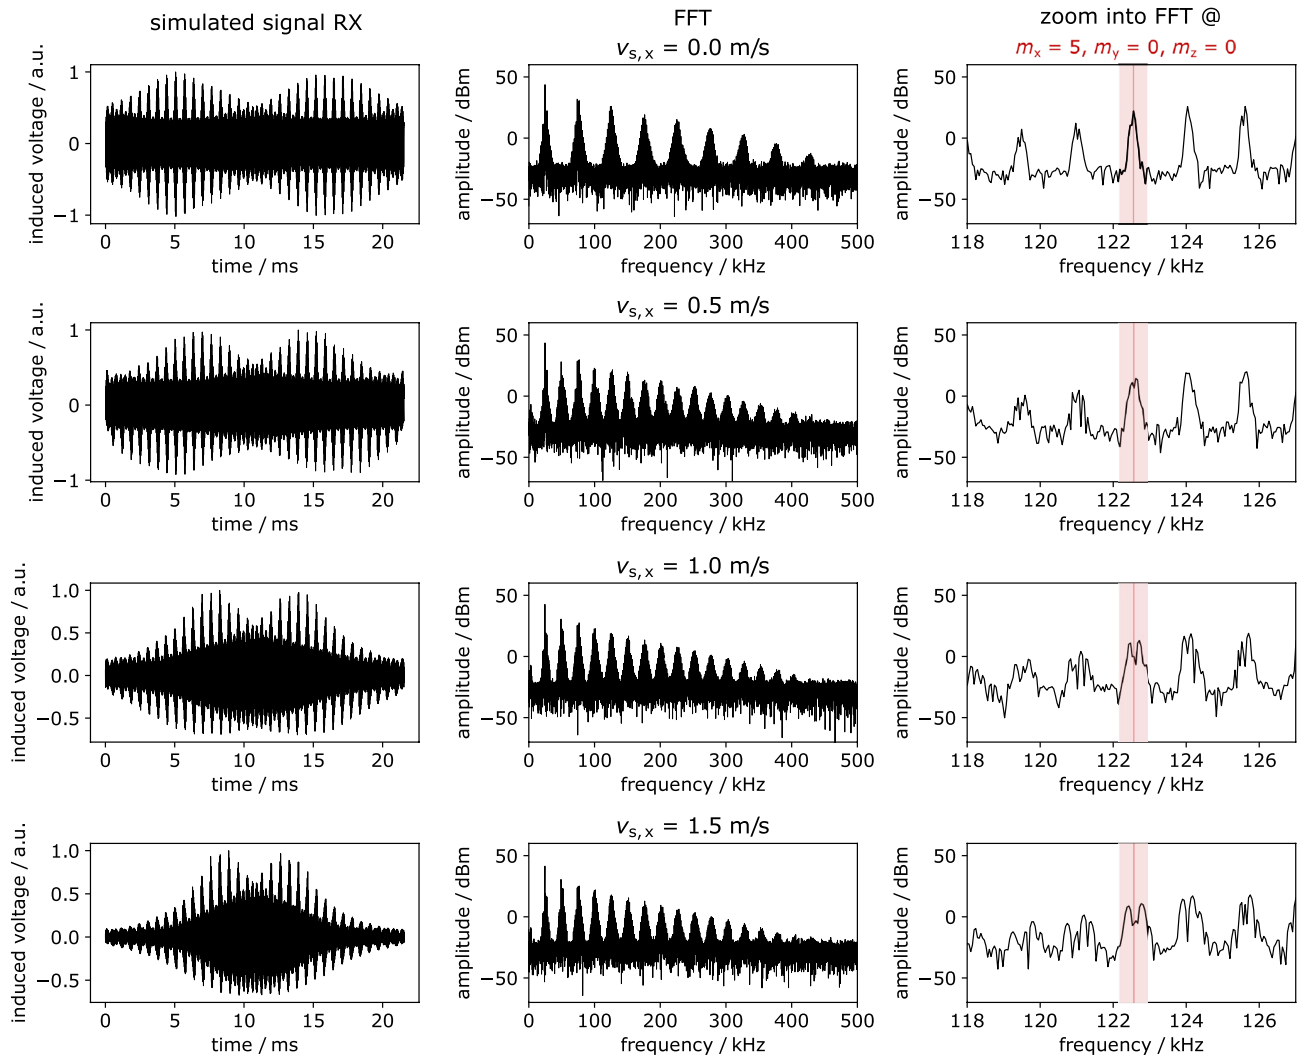 simulated signal RX
FFT
zoom into FFT @
v_s,x = 0.0 m/s
m_x = 5, m_y = 0, m_z = 0
induced voltage / a.u.
1
0
−1
0 5 10 15 20
time / ms
amplitude / dBm
50
0
−50
0 100 200 300 400 500
frequency / kHz
amplitude / dBm
50
0
−50
118 120 122 124 126
frequency / kHz
v_s,x = 0.5 m/s
induced voltage / a.u.
1
0
−1
0 5 10 15 20
time / ms
amplitude / dBm
50
0
−50
0 100 200 300 400 500
frequency / kHz
amplitude / dBm
50
0
−50
118 120 122 124 126
frequency / kHz
v_s,x = 1.0 m/s
induced voltage / a.u.
1.0
0.5
0.0
−0.5
0 5 10 15 20
time / ms
amplitude / dBm
50
0
−50
0 100 200 300 400 500
frequency / kHz
amplitude / dBm
50
0
−50
118 120 122 124 126
frequency / kHz
v_s,x = 1.5 m/s
induced voltage / a.u.
1.0
0.5
0.0
−0.5
0 5 10 15 20
time / ms
amplitude / dBm
50
0
−50
0 100 200 300 400 500
frequency / kHz
amplitude / dBm
50
0
−50
118 120 122 124 126
frequency / kHz